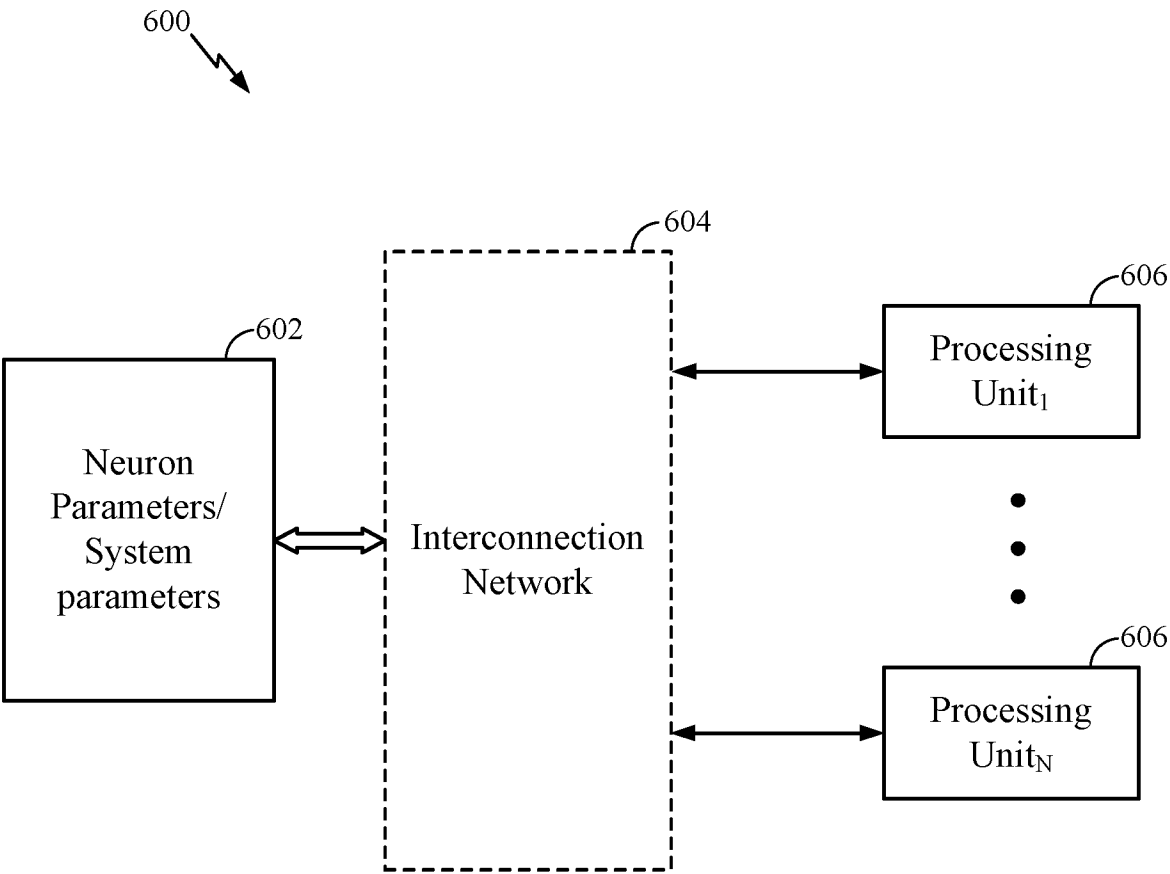 600
604
606
Processing
Unit1
602
Neuron
Parameters/
System
parameters
Interconnection
Network
606
Processing
UnitN